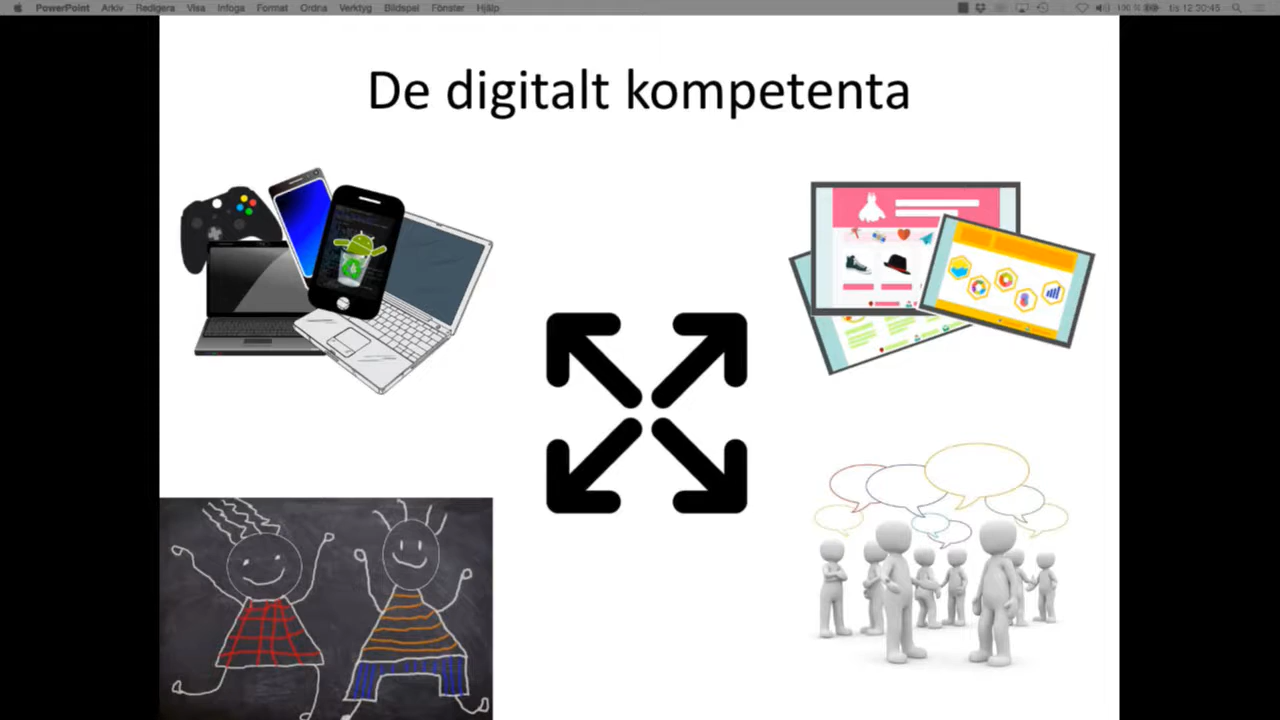 PowerPoint Arkiv Redigera Visa Infoga Format Ordna Verktyg Bildspel Fönster Hjälp
De digitalt kompetenta